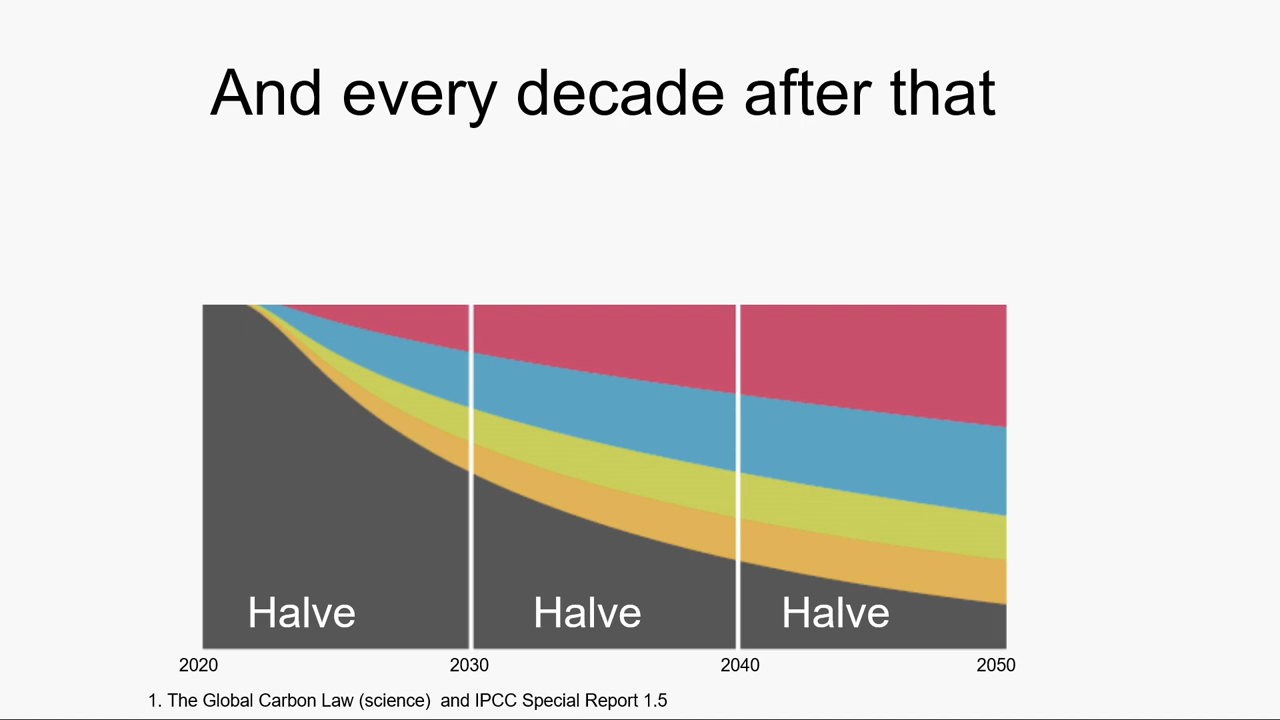 And every decade after that
Halve Halve Halve
2020 2030 2040 2050
1. The Global Carbon Law (science)  and IPCC Special Report 1.5